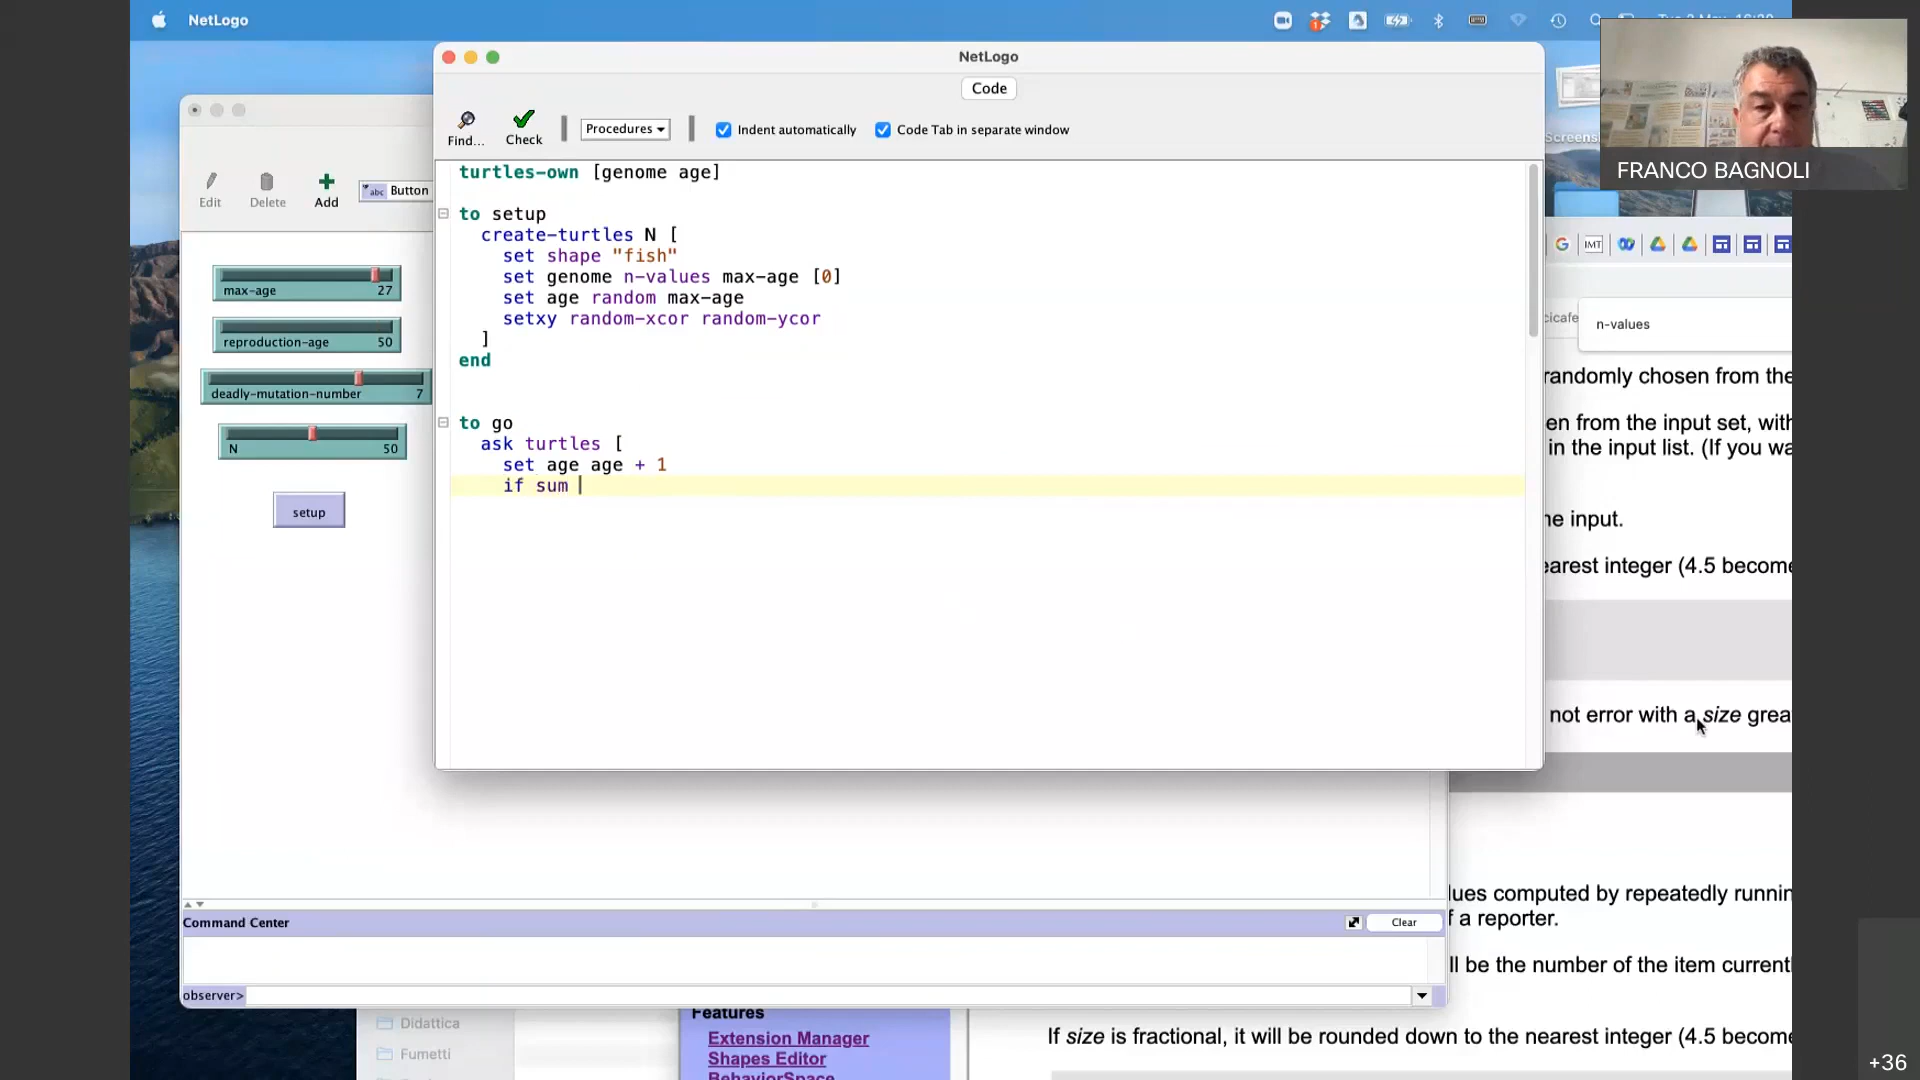 NetLogo
NetLogo
Code
Find...
Check
Procedures
Indent automatically
Code Tab in separate window
FRANCO BAGNOLI
Edit
Delete
Add
abc Button
max-age 27
reproduction-age 50
deadly-mutation-number 7
N 50
setup
turtles-own [genome age]
to setup
create-turtles N [
set shape "fish"
set genome n-values max-age [0]
set age random max-age
setxy random-xcor random-ycor
]
end
to go
ask turtles [
set age age + 1
if sum
IMT
n-values
randomly chosen from the
en from the input set, with
in the input list. (If you wa
he input.
earest integer (4.5 become
not error with a size grea
lues computed by repeatedly runnin
f a reporter.
ll be the number of the item currentl
If size is fractional, it will be rounded down to the nearest integer (4.5 become
Command Center
Clear
observer>
Didattica
Fumetti
Features
Extension Manager
Shapes Editor
BehaviorSpace
+36